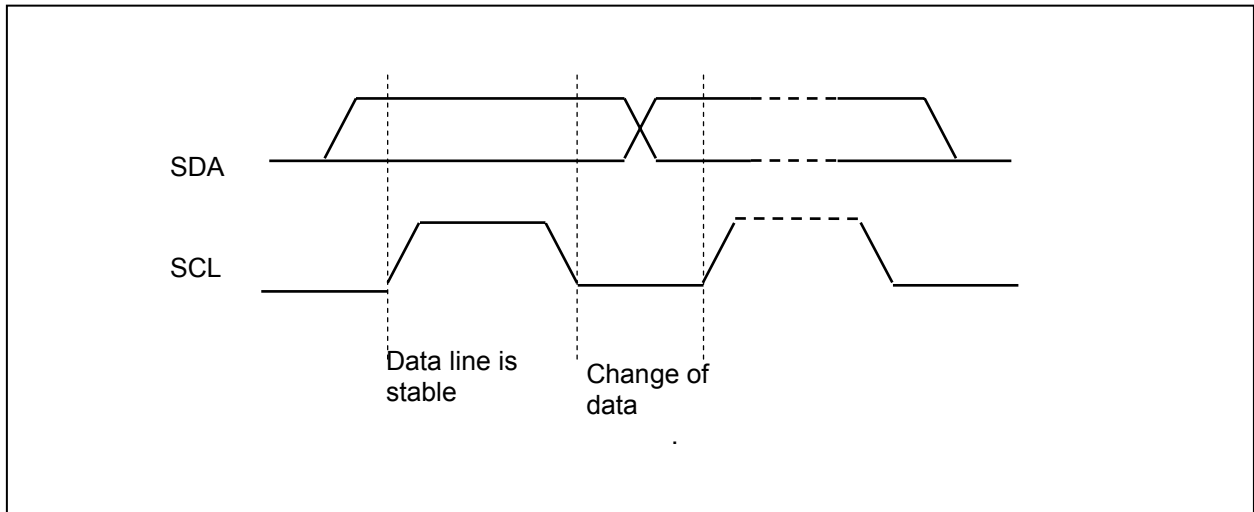 SDA
SCL
Data line is
stable
Change of
data
.